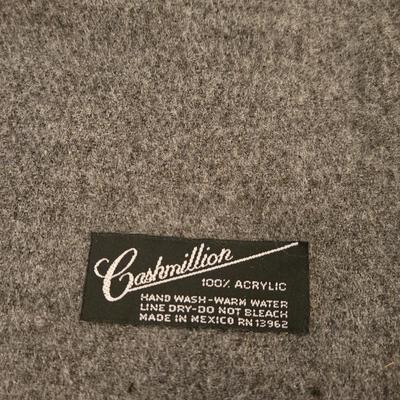 Cashmillion
100% ACRYLIC
HAND WASH-WARM WATER
LINE DRY-DO NOT BLEACH
MADE IN MEXICO RN 13962